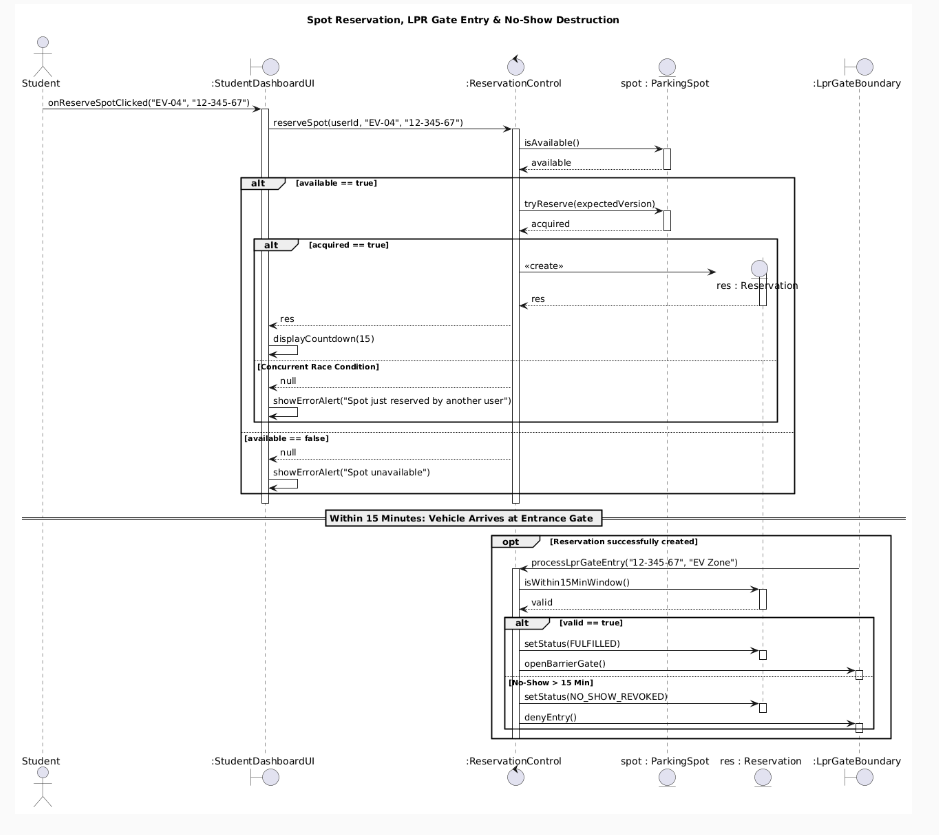 Spot Reservation, LPR Gate Entry & No-Show Destruction
Student
:StudentDashboardUI
:ReservationControl
spot : ParkingSpot
:LprGateBoundary
onReserveSpotClicked("EV-04", "12-345-67")
reserveSpot(userId, "EV-04", "12-345-67")
isAvailable()
available
alt [available == true]
tryReserve(expectedVersion)
acquired
alt [acquired == true]
«create»
res : Reservation
res
res
displayCountdown(15)
[Concurrent Race Condition]
null
showErrorAlert("Spot just reserved by another user")
[available == false]
null
showErrorAlert("Spot unavailable")
Within 15 Minutes: Vehicle Arrives at Entrance Gate
opt [Reservation successfully created]
processLprGateEntry("12-345-67", "EV Zone")
isWithin15MinWindow()
valid
alt [valid == true]
setStatus(FULFILLED)
openBarrierGate()
[No-Show > 15 Min]
setStatus(NO_SHOW_REVOKED)
denyEntry()
Student
:StudentDashboardUI
:ReservationControl
spot : ParkingSpot
res : Reservation
:LprGateBoundary